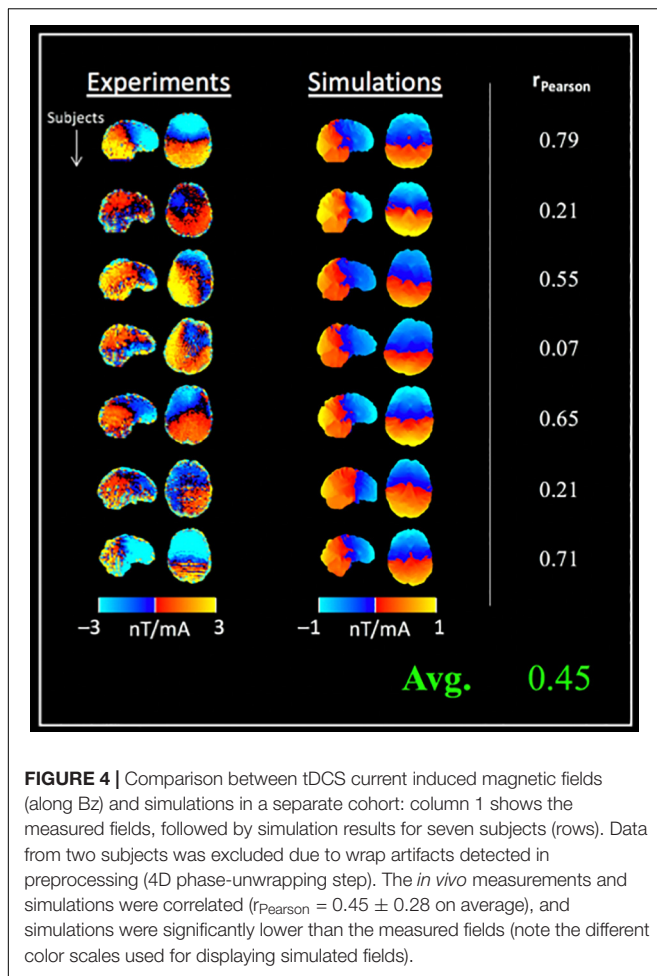 Experiments Simulations rPearson
Subjects
0.79
0.21
0.55
0.07
0.65
0.21
0.71
–3 nT/mA 3 –1 nT/mA 1
Avg. 0.45
FIGURE 4 | Comparison between tDCS current induced magnetic fields
(along Bz) and simulations in a separate cohort: column 1 shows the
measured fields, followed by simulation results for seven subjects (rows). Data
from two subjects was excluded due to wrap artifacts detected in
preprocessing (4D phase-unwrapping step). The in vivo measurements and
simulations were correlated (rPearson = 0.45 ± 0.28 on average), and
simulations were significantly lower than the measured fields (note the different
color scales used for displaying simulated fields).